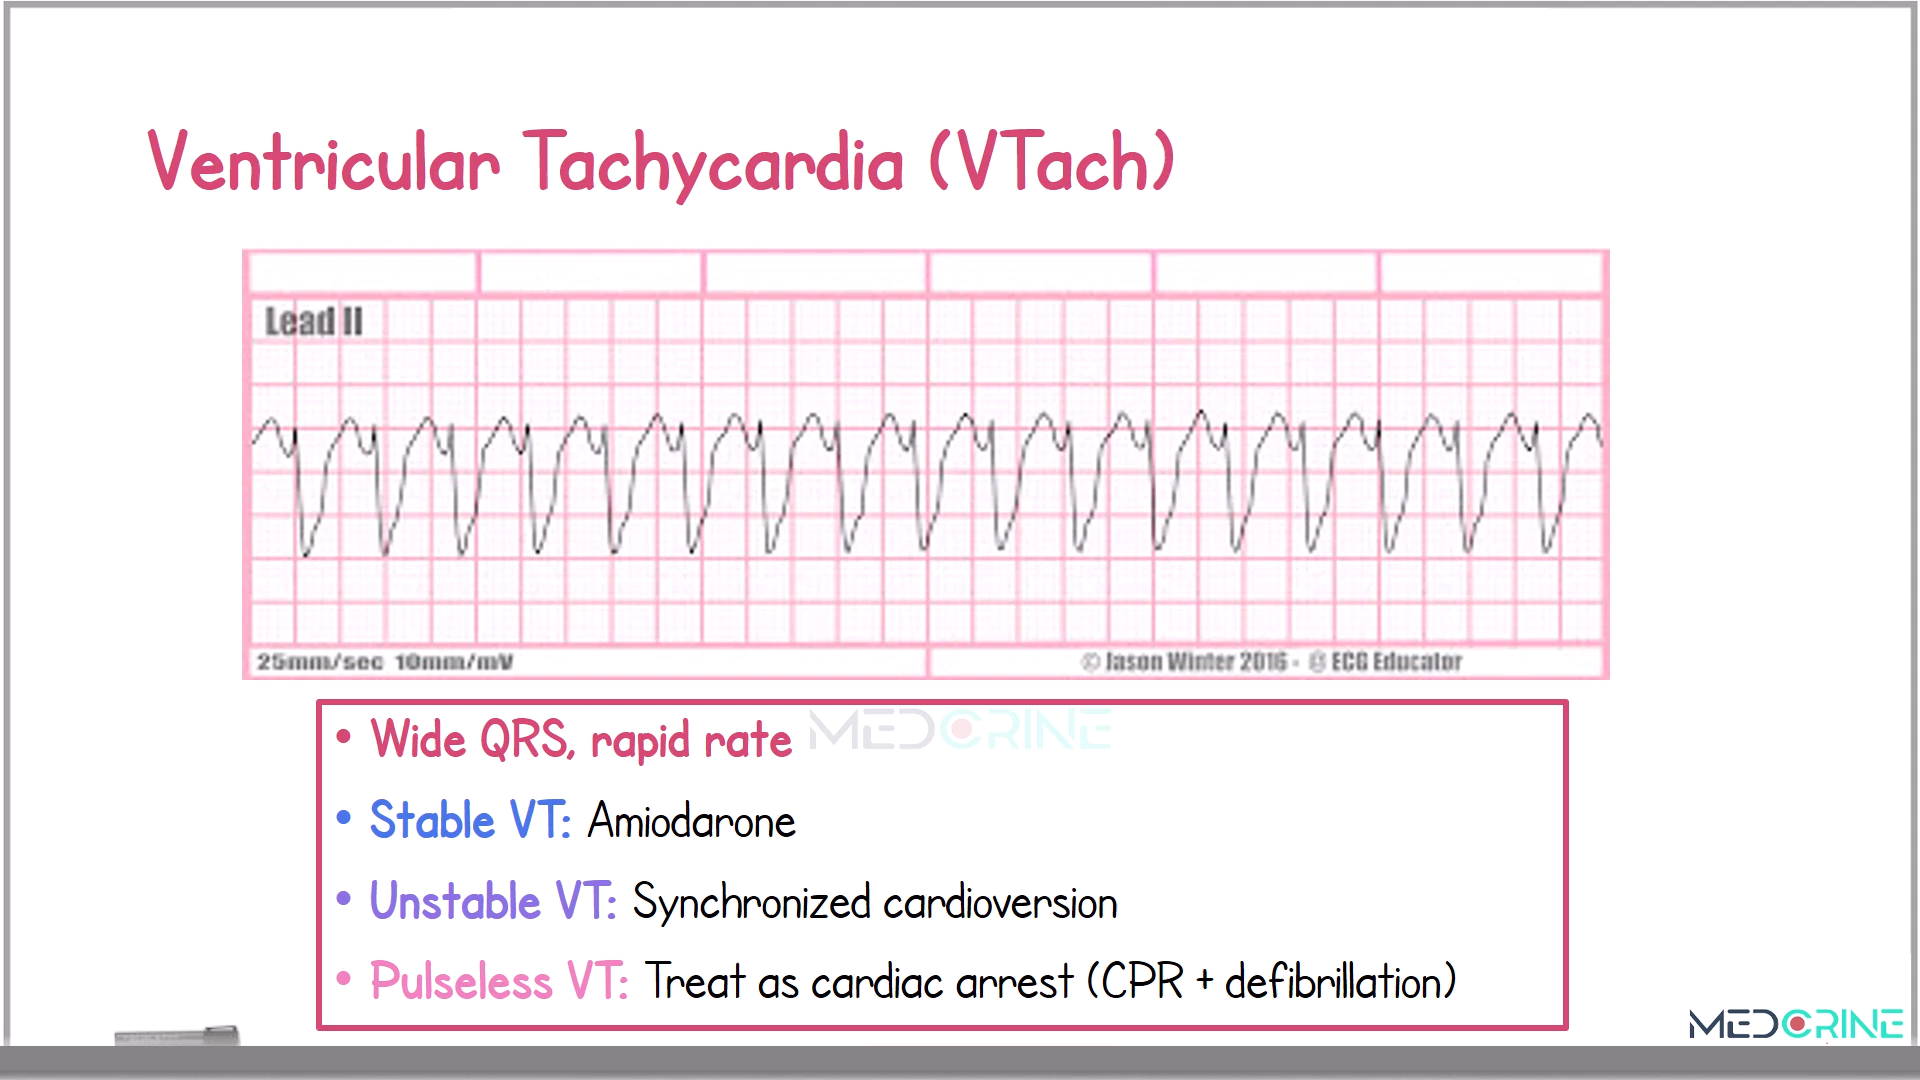 Ventricular Tachycardia (VTach)
Lead II
25mm/sec 10mm/mV
© Jason Winter 2016 - @ ECG Educator
MEDCRINE
• Wide QRS, rapid rate
• Stable VT: Amiodarone
• Unstable VT: Synchronized cardioversion
• Pulseless VT: Treat as cardiac arrest (CPR + defibrillation)
MEDCRINE